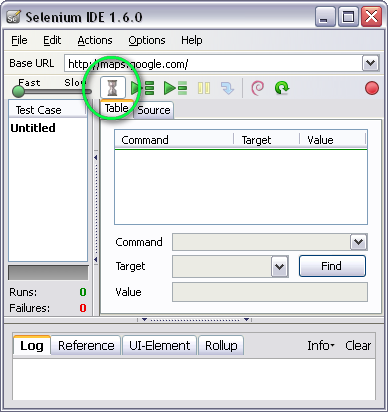 Selenium IDE 1.6.0
File Edit Actions Options Help
Base URL http://maps.google.com/
Fast Slow
Test Case
Table Source
Untitled
Command Target Value
Command
Target Find
Value
Runs: 0
Failures: 0
Log Reference UI-Element Rollup Info Clear